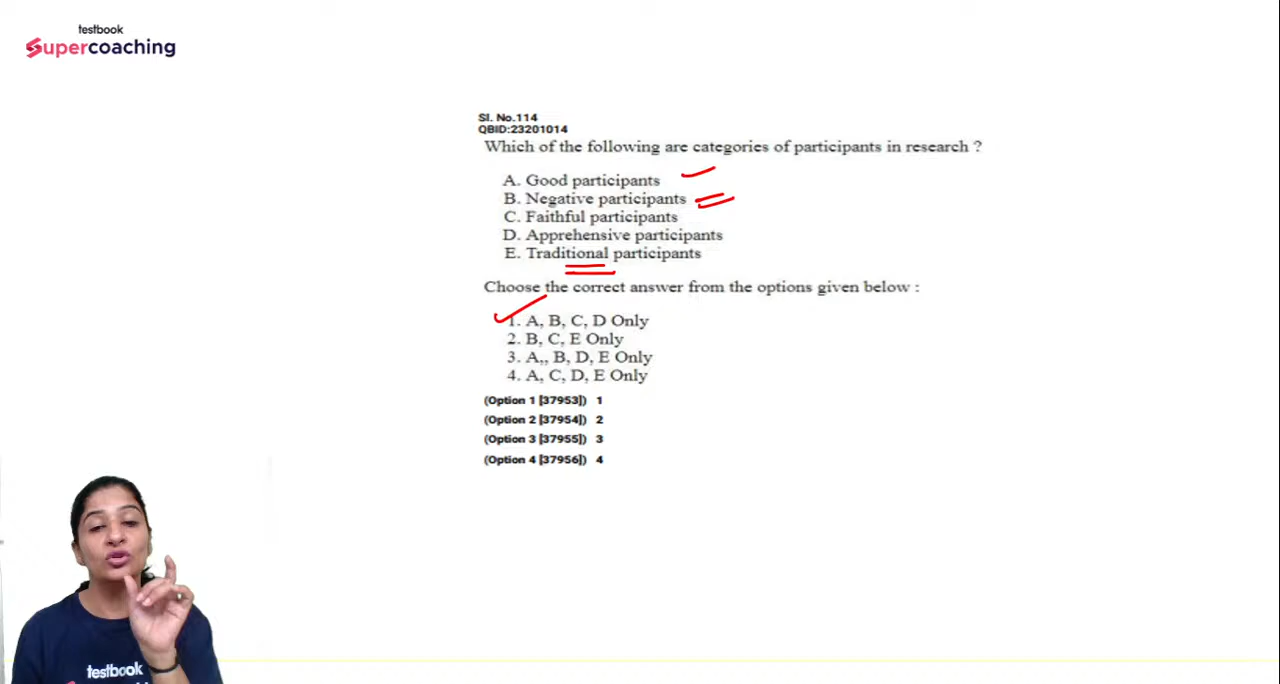 testbook
Supercoaching
SI. No.114
QBID:23201014
Which of the following are categories of participants in research ?
A. Good participants
B. Negative participants
C. Faithful participants
D. Apprehensive participants
E. Traditional participants
Choose the correct answer from the options given below :
1. A, B, C, D Only
2. B, C, E Only
3. A,, B, D, E Only
4. A, C, D, E Only
(Option 1 [37953]) 1
(Option 2 [37954]) 2
(Option 3 [37955]) 3
(Option 4 [37956]) 4
testbook